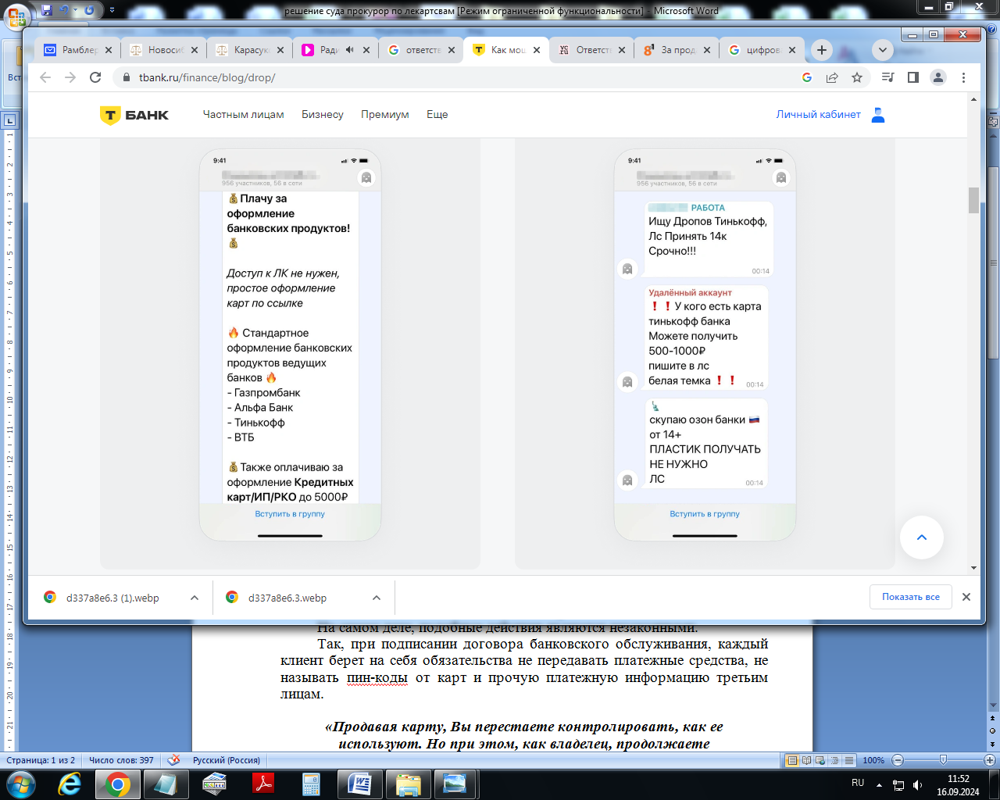 решение суда прокурор по лекартсвам [Режим ограниченной функциональности] - Microsoft Word
Рамблер
Новосиб
Карасукс
Ради
ответств
Как мош
Ответств
За прод
цифров
tbank.ru/finance/blog/drop/
Т БАНК
Частным лицам
Бизнесу
Премиум
Еще
Личный кабинет
9:41
956 участников, 56 в сети
💰Плачу за
оформление
банковских продуктов!
💰
Доступ к ЛК не нужен,
простое оформление
карт по ссылке
🔥 Стандартное
оформление банковских
продуктов ведущих
банков 🔥
- Газпромбанк
- Альфа Банк
- Тинькофф
- ВТБ
💰Также оплачиваю за
оформление Кредитных
карт/ИП/РКО до 5000₽
Вступить в группу
9:41
956 участников, 56 в сети
РАБОТА
Ищу Дропов Тинькофф,
Лс Принять 14к
Срочно!!!
00:14
Удалённый аккаунт
❗❗У кого есть карта
тинькофф банка
Можете получить
500-1000₽
пишите в лс
белая темка ❗❗
00:14
скупаю озон банки 🇷🇺
от 14+
ПЛАСТИК ПОЛУЧАТЬ
НЕ НУЖНО
ЛС
00:14
Вступить в группу
d337a8e6.3 (1).webp
d337a8e6.3.webp
Показать все
На самом деле, подобные действия являются незаконными.
Так, при подписании договора банковского обслуживания, каждый
клиент берет на себя обязательства не передавать платежные средства, не
называть пин-коды от карт и прочую платежную информацию третьим
лицам.
«Продавая карту, Вы перестаете контролировать, как ее
используют. Но при этом, как владелец, продолжаете
Страница: 1 из 2
Число слов: 397
Русский (Россия)
100%
RU
11:52
16.09.2024